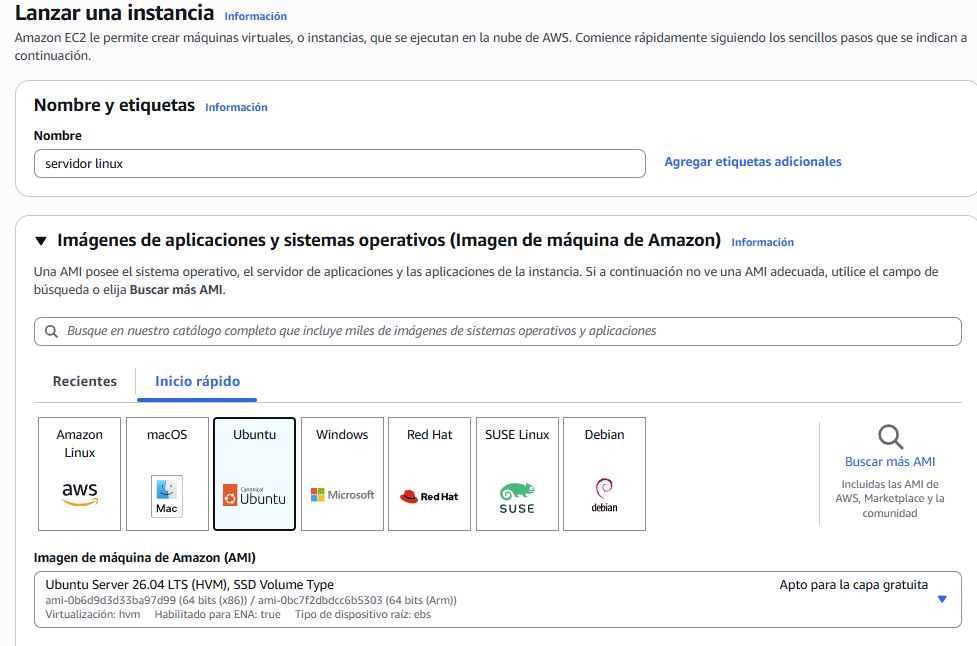 Lanzar una instancia Información
Amazon EC2 le permite crear máquinas virtuales, o instancias, que se ejecutan en la nube de AWS. Comience rápidamente siguiendo los sencillos pasos que se indican a
continuación.
Nombre y etiquetas Información
Nombre
servidor linux
Agregar etiquetas adicionales
Imágenes de aplicaciones y sistemas operativos (Imagen de máquina de Amazon) Información
Una AMI posee el sistema operativo, el servidor de aplicaciones y las aplicaciones de la instancia. Si a continuación no ve una AMI adecuada, utilice el campo de
búsqueda o elija Buscar más AMI.
Busque en nuestro catálogo completo que incluye miles de imágenes de sistemas operativos y aplicaciones
Recientes
Inicio rápido
Amazon
Linux
aws
macOS
Mac
Ubuntu
Canonical
Ubuntu
Windows
Microsoft
Red Hat
Red Hat
SUSE Linux
SUSE
Debian
debian
Buscar más AMI
Incluidas las AMI de
AWS, Marketplace y la
comunidad
Imagen de máquina de Amazon (AMI)
Ubuntu Server 26.04 LTS (HVM), SSD Volume Type
Apto para la capa gratuita
ami-0b6d9d3d33ba97d99 (64 bits (x86)) / ami-0bc7f2dbdcc6b5303 (64 bits (Arm))
Virtualización: hvm Habilitado para ENA: true Tipo de dispositivo raíz: ebs